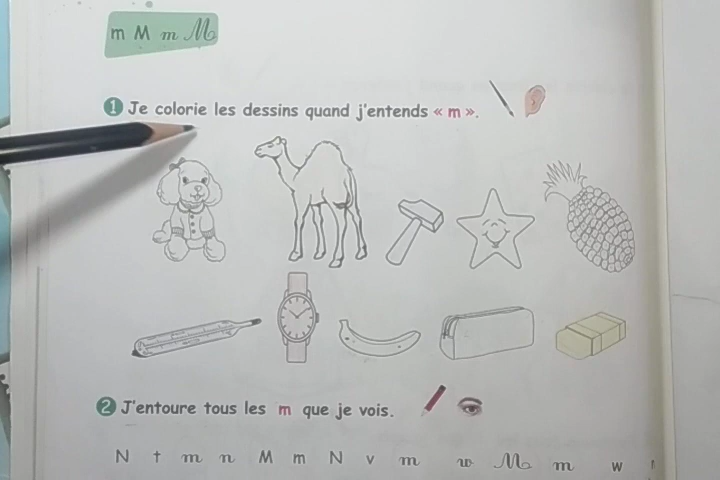 m M m M
1 Je colorie les dessins quand j'entends « m ».
2 J'entoure tous les m que je vois.
N t m n M m N v m w M m w